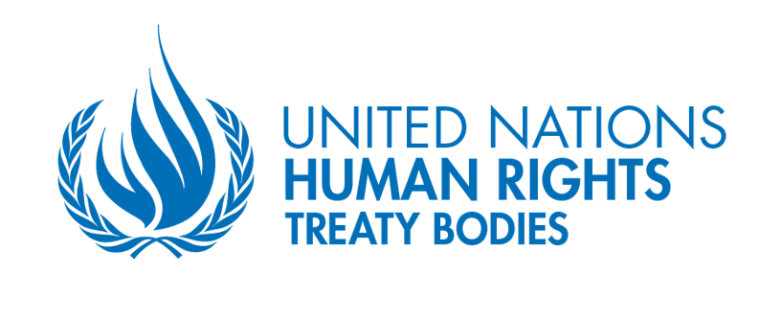 UNITED NATIONS
HUMAN RIGHTS
TREATY BODIES